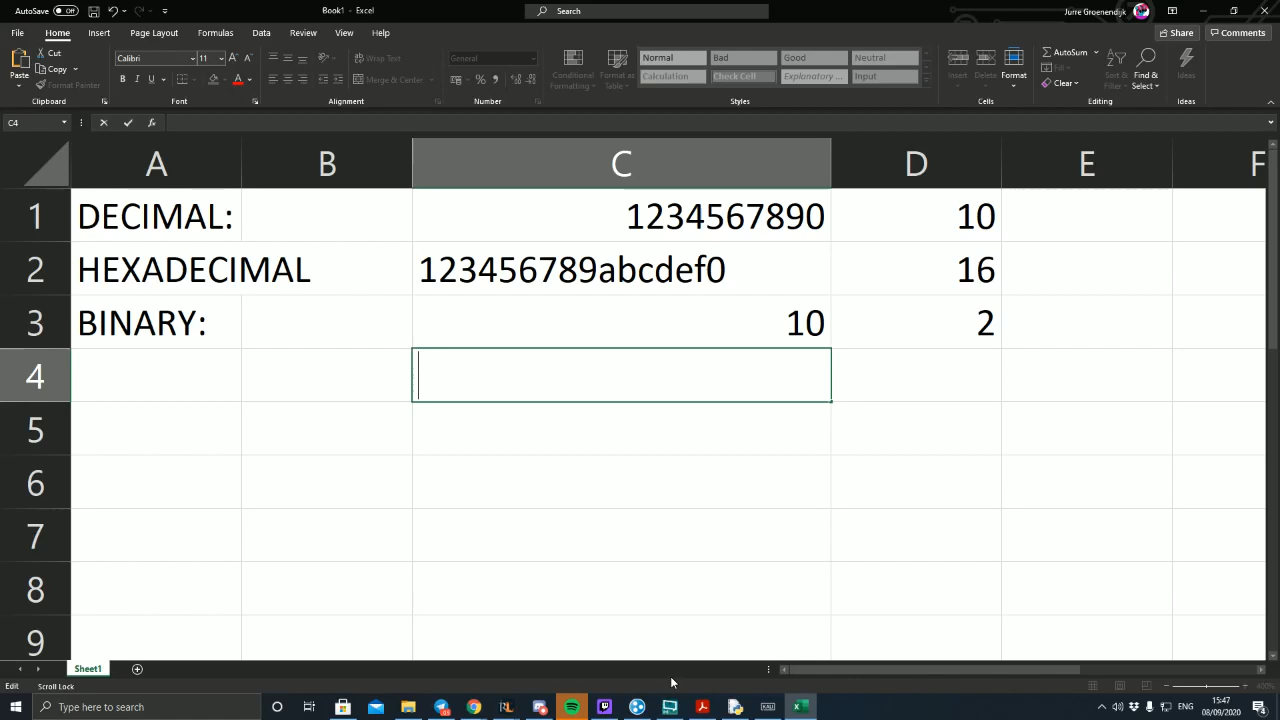 AutoSave Off
Book1 - Excel
Search
Jurre Groenendijk
File Home Insert Page Layout Formulas Data Review View Help
Share Comments
Paste
Cut
Copy
Format Painter
Clipboard
Calibri 11
B I U
Font
Wrap Text
Merge & Center
Alignment
General
Number
Conditional Formatting
Format as Table
Normal Bad Good Neutral
Calculation Check Cell Explanatory ... Input
Styles
Insert Delete Format
Cells
AutoSum
Fill
Clear
Sort & Filter
Find & Select
Editing
Ideas
Ideas
C4
A B C D E F
1 DECIMAL: 1234567890 10
2 HEXADECIMAL 123456789abcdef0 16
3 BINARY: 10 2
4
5
6
7
8
9
Sheet1
Edit Scroll Lock
400%
Type here to search
ENG
15:47
08/09/2020